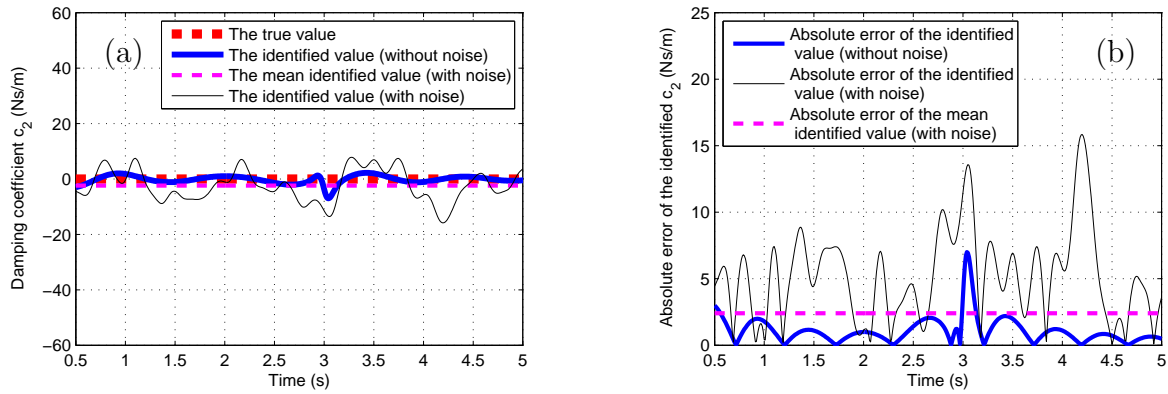 (a)
The true value
The identified value (without noise)
The mean identified value (with noise)
The identified value (with noise)
Damping coefficient c₂ (Ns/m)
60
40
20
0
−20
−40
−60
0.5 1 1.5 2 2.5 3 3.5 4 4.5 5
Time (s)
(b)
Absolute error of the identified
value (without noise)
Absolute error of the identified
value (with noise)
Absolute error of the mean
identified value (with noise)
Absolute error of the identified c₂ (Ns/m)
25
20
15
10
5
0
0.5 1 1.5 2 2.5 3 3.5 4 4.5 5
Time (s)